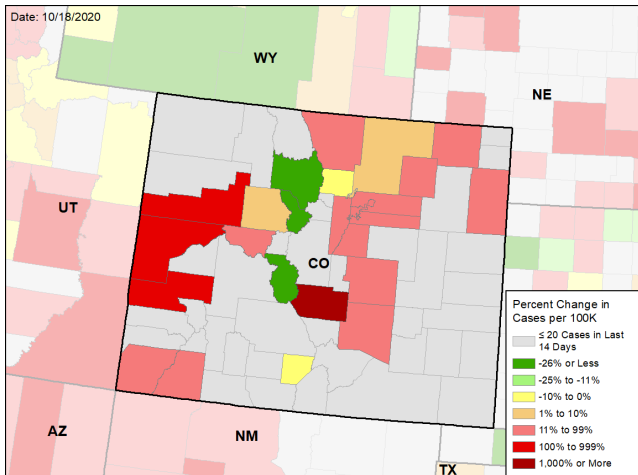 Date: 10/18/2020
WY
NE
UT
CO
AZ
NM
TX
Percent Change in
Cases per 100K
≤ 20 Cases in Last
14 Days
-26% or Less
-25% to -11%
-10% to 0%
1% to 10%
11% to 99%
100% to 999%
1,000% or More